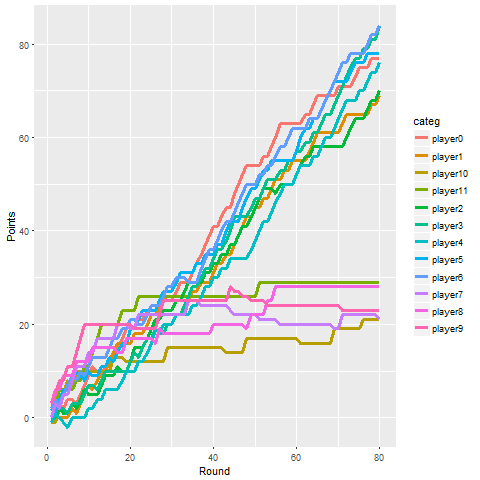 80
60
40
20
0
Points
0 20 40 60 80
Round
categ
player0
player1
player10
player11
player2
player3
player4
player5
player6
player7
player8
player9